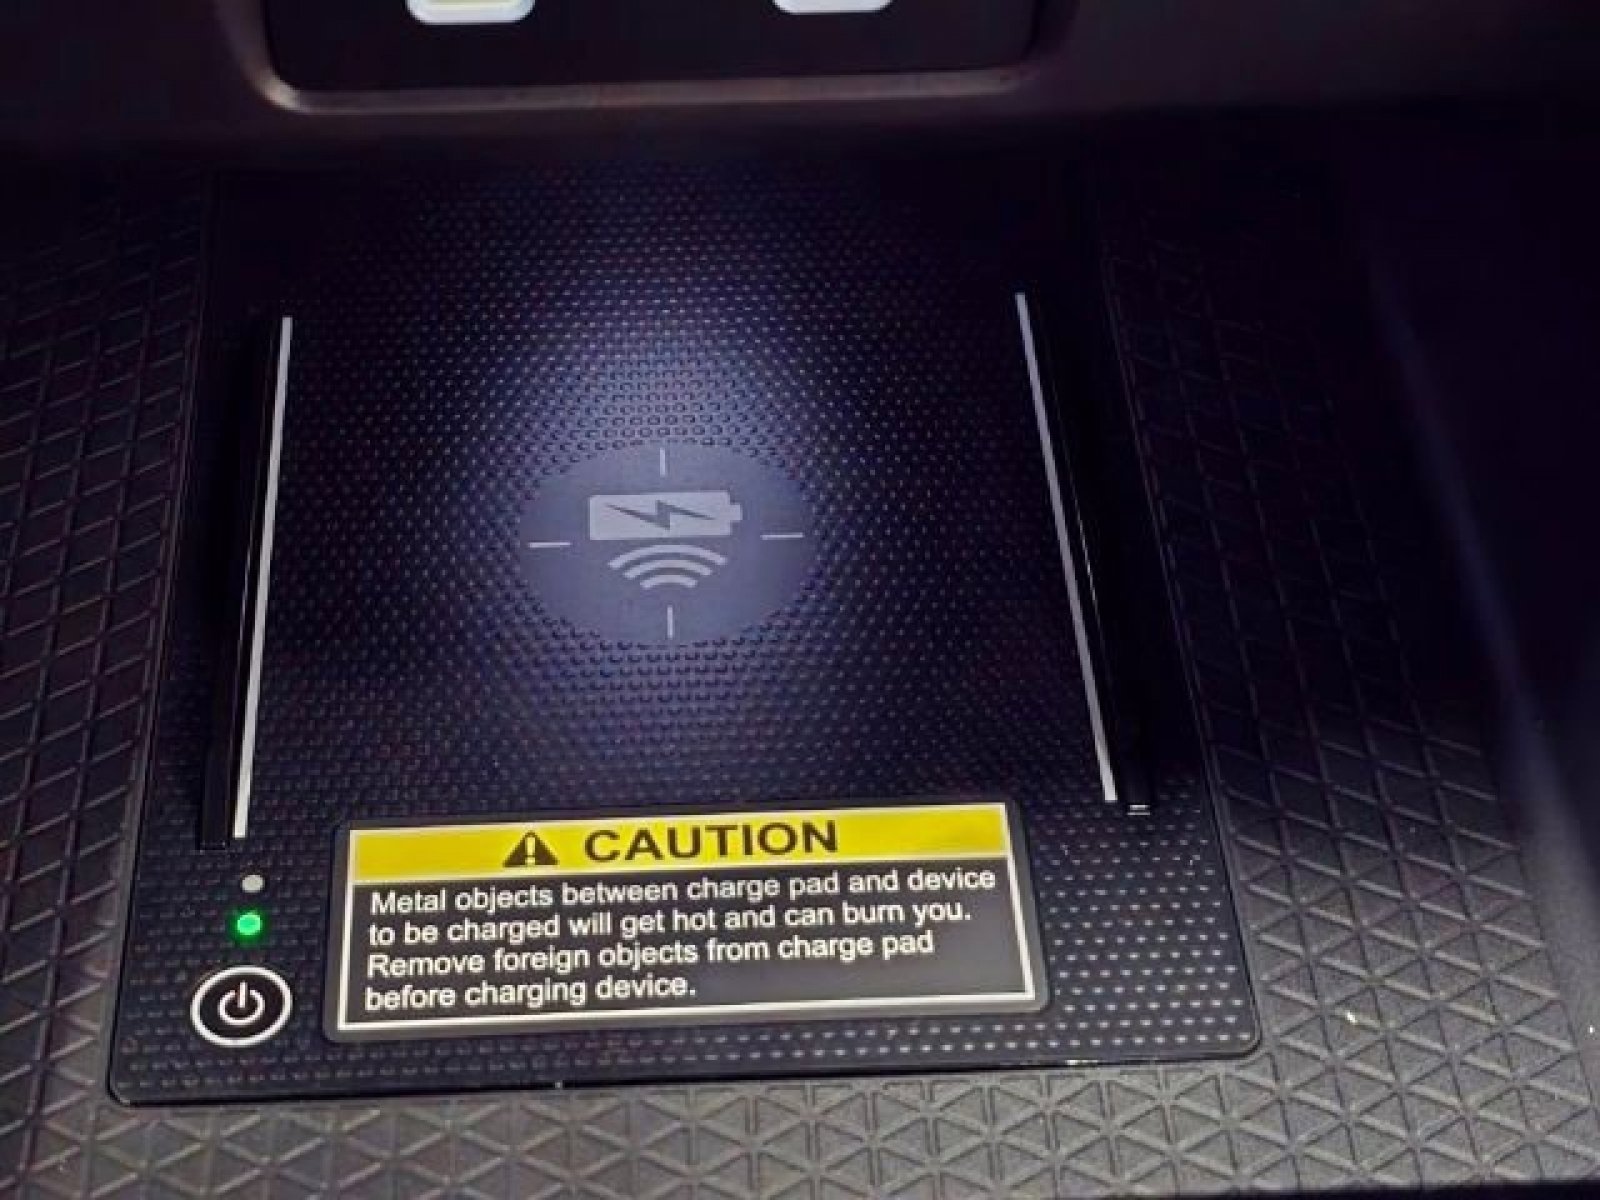 CAUTION
Metal objects between charge pad and device
to be charged will get hot and can burn you.
Remove foreign objects from charge pad
before charging device.